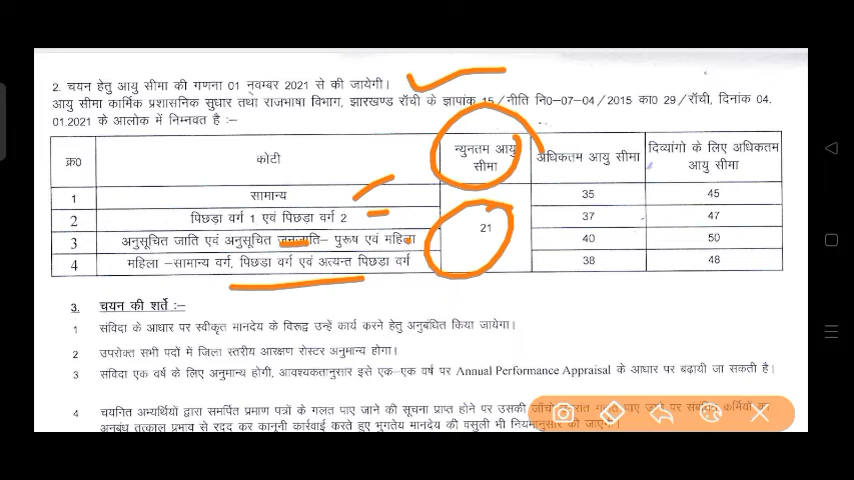 2. चयन हेतु आयु सीमा की गणना 01 नवम्बर 2021 से की जायेगी।
आयु सीमा कार्मिक प्रशासनिक सुधार तथा राजभाषा विभाग, झारखण्ड रॉची के ज्ञापांक 15/नीति नि0-07-04/2015 का0 29/रॉची, दिनांक 04.
01.2021 के आलोक में निम्नवत है :-
क्र0 कोटी न्युनतम आयु सीमा अधिकतम आयु सीमा दिव्यांगो के लिए अधिकतम आयु सीमा
1 सामान्य 21 35 45
2 पिछड़ा वर्ग 1 एवं पिछड़ा वर्ग 2 37 47
3 अनुसूचित जाति एवं अनुसूचित जनजाति- पुरूष एवं महिला 40 50
4 महिला -सामान्य वर्ग, पिछड़ा वर्ग एवं अत्यन्त पिछड़ा वर्ग 38 48
3. चयन की शर्ते :-
1 संविदा के आधार पर स्वीकृत मानदेय के विरूद्व उन्हें कार्य करने हेतु अनुबंधित किया जायेगा।
2 उपरोक्त सभी पदों में जिला स्तरीय आरक्षण रोस्टर अनुमान्य होगा।
3 संविदा एक वर्ष के लिए अनुमान्य होगी, आवश्यकतानुसार इसे एक-एक वर्ष पर Annual Performance Appraisal के आधार पर बढ़ायी जा सकती है।
4 चयनित अभ्यर्थियों द्वारा समर्पित प्रमाण पत्रों के गलत पाए जाने की सूचना प्राप्त होने पर उसकी जाँचोपरात गलत पाए जाने पर संबंधित कर्मियों का
अनुबंध तत्काल प्रभाव से रदद कर कानूनी कार्रवाई करते हुए भुगतेय मानदेय की वसुली भी नियमानुसार की जाएगी।